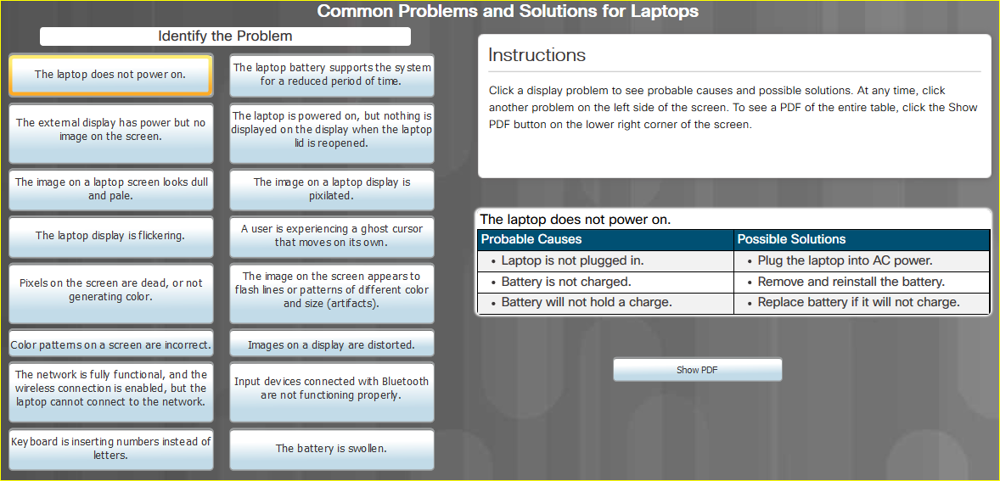 Common Problems and Solutions for Laptops
Identify the Problem
The laptop does not power on.
The laptop battery supports the system
for a reduced period of time.
The external display has power but no
image on the screen.
The laptop is powered on, but nothing is
displayed on the display when the laptop
lid is reopened.
The image on a laptop screen looks dull
and pale.
The image on a laptop display is
pixilated.
The laptop display is flickering.
A user is experiencing a ghost cursor
that moves on its own.
Pixels on the screen are dead, or not
generating color.
The image on the screen appears to
flash lines or patterns of different color
and size (artifacts).
Color patterns on a screen are incorrect.
Images on a display are distorted.
The network is fully functional, and the
wireless connection is enabled, but the
laptop cannot connect to the network.
Input devices connected with Bluetooth
are not functioning properly.
Keyboard is inserting numbers instead of
letters.
The battery is swollen.
Instructions
Click a display problem to see probable causes and possible solutions. At any time, click
another problem on the left side of the screen. To see a PDF of the entire table, click the Show
PDF button on the lower right corner of the screen.
The laptop does not power on.
Probable Causes
Possible Solutions
• Laptop is not plugged in.
• Plug the laptop into AC power.
• Battery is not charged.
• Remove and reinstall the battery.
• Battery will not hold a charge.
• Replace battery if it will not charge.
Show PDF